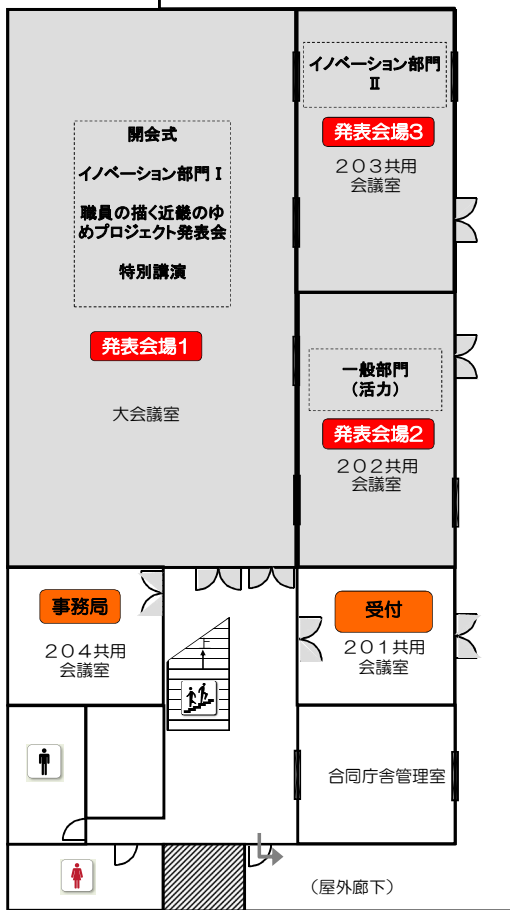 開会式
イノベーション部門Ⅰ
職員の描く近畿のゆ
めプロジェクト発表会
特別講演
発表会場1
大会議室
イノベーション部門
Ⅱ
発表会場3
203共用
会議室
一般部門
(活力)
発表会場2
202共用
会議室
事務局
204共用
会議室
上
受付
201共用
会議室
合同庁舎管理室
(屋外廊下)